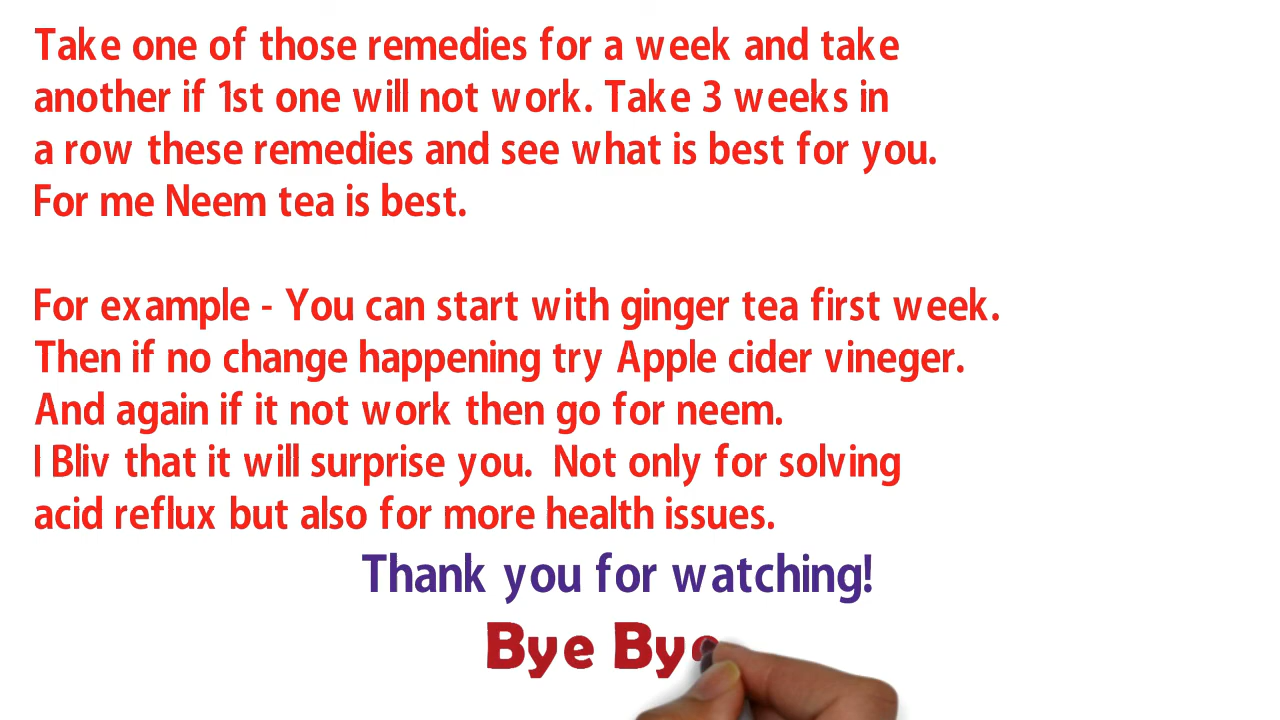 Take one of those remedies for a week and take
another if 1st one will not work. Take 3 weeks in
a row these remedies and see what is best for you.
For me Neem tea is best.
For example - You can start with ginger tea first week.
Then if no change happening try Apple cider vineger.
And again if it not work then go for neem.
I Bliv that it will surprise you. Not only for solving
acid reflux but also for more health issues.
Thank you for watching!
Bye Bye